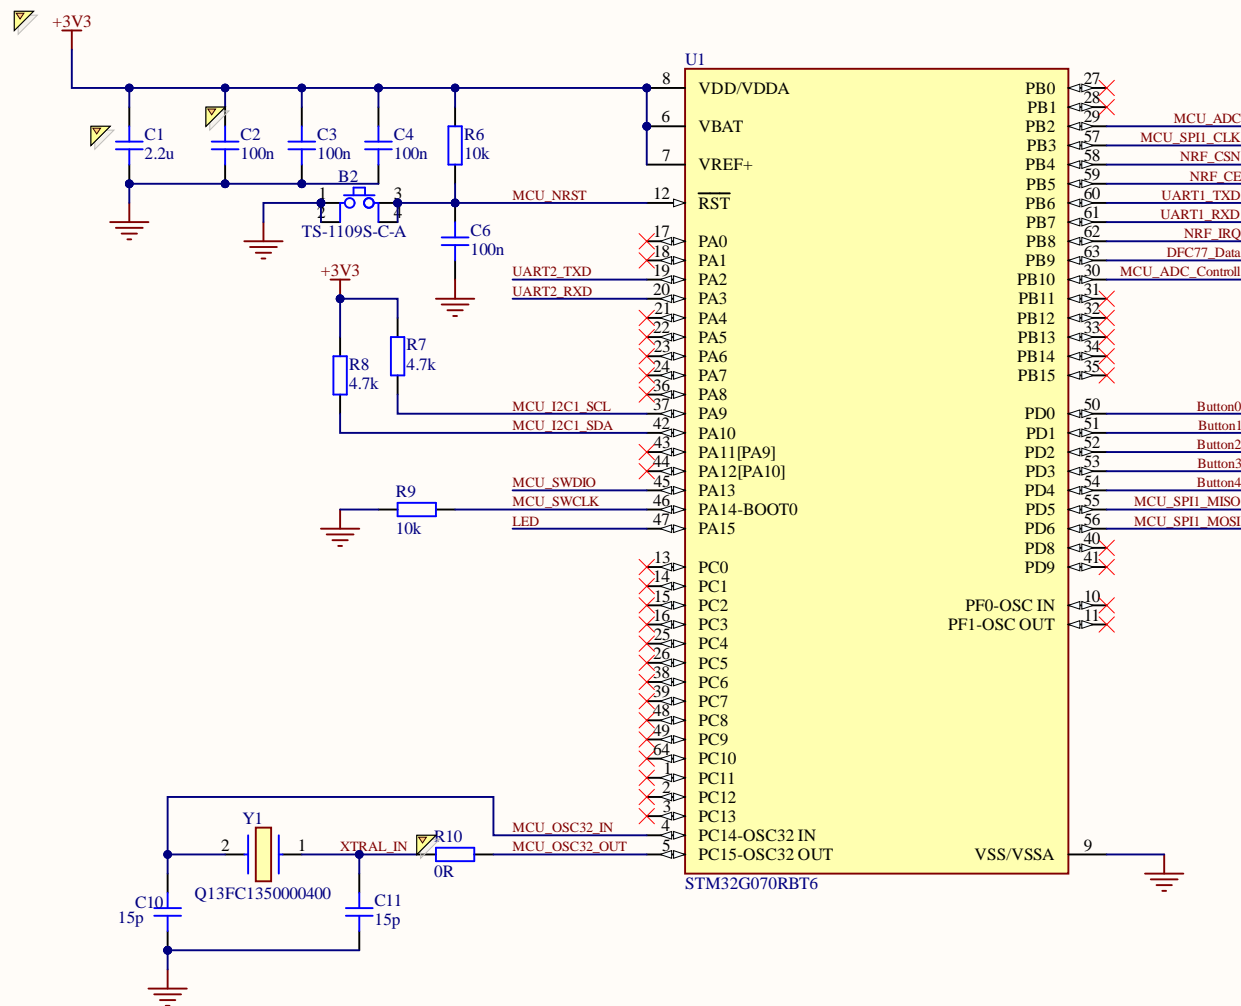 +3V3
C1
2.2u
C2
100n
C3
100n
C4
100n
R6
10k
B2
1
2
3
4
TS-1109S-C-A
C6
100n
MCU_NRST
+3V3
R8
4.7k
R7
4.7k
UART2_TXD
UART2_RXD
MCU_I2C1_SCL
MCU_I2C1_SDA
MCU_SWDIO
MCU_SWCLK
LED
R9
10k
Y1
2
1
Q13FC1350000400
XTRAL_IN
R10
0R
C10
15p
C11
15p
MCU_OSC32_IN
MCU_OSC32_OUT
U1
8 VDD/VDDA
6 VBAT
7 VREF+
12 RST
17 PA0
18 PA1
19 PA2
20 PA3
21 PA4
22 PA5
23 PA6
24 PA7
36 PA8
37 PA9
42 PA10
43 PA11[PA9]
44 PA12[PA10]
45 PA13
46 PA14-BOOT0
47 PA15
13 PC0
14 PC1
15 PC2
16 PC3
25 PC4
26 PC5
38 PC6
39 PC7
48 PC8
49 PC9
64 PC10
1 PC11
2 PC12
3 PC13
4 PC14-OSC32 IN
5 PC15-OSC32 OUT
STM32G070RBT6
PB0 27
PB1 28
PB2 29 MCU_ADC
PB3 57 MCU_SPI1_CLK
PB4 58 NRF_CSN
PB5 59 NRF_CE
PB6 60 UART1_TXD
PB7 61 UART1_RXD
PB8 62 NRF_IRQ
PB9 63 DFC77_Data
PB10 30 MCU_ADC_Controll
PB11 31
PB12 32
PB13 33
PB14 34
PB15 35
PD0 50 Button0
PD1 51 Button1
PD2 52 Button2
PD3 53 Button3
PD4 54 Button4
PD5 55 MCU_SPI1_MISO
PD6 56 MCU_SPI1_MOSI
PD8 40
PD9 41
PF0-OSC IN 10
PF1-OSC OUT 11
VSS/VSSA 9